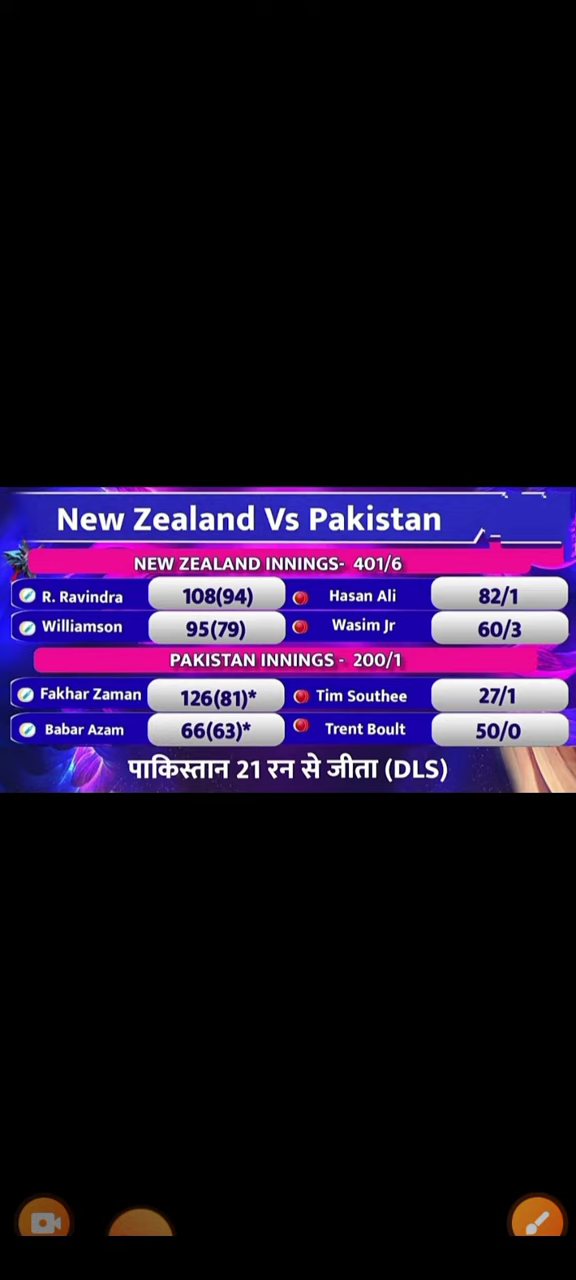 New Zealand Vs Pakistan
NEW ZEALAND INNINGS- 401/6
R. Ravindra 108(94) Hasan Ali 82/1
Williamson 95(79) Wasim Jr 60/3
PAKISTAN INNINGS - 200/1
Fakhar Zaman 126(81)* Tim Southee 27/1
Babar Azam 66(63)* Trent Boult 50/0
पाकिस्तान 21 रन से जीता (DLS)